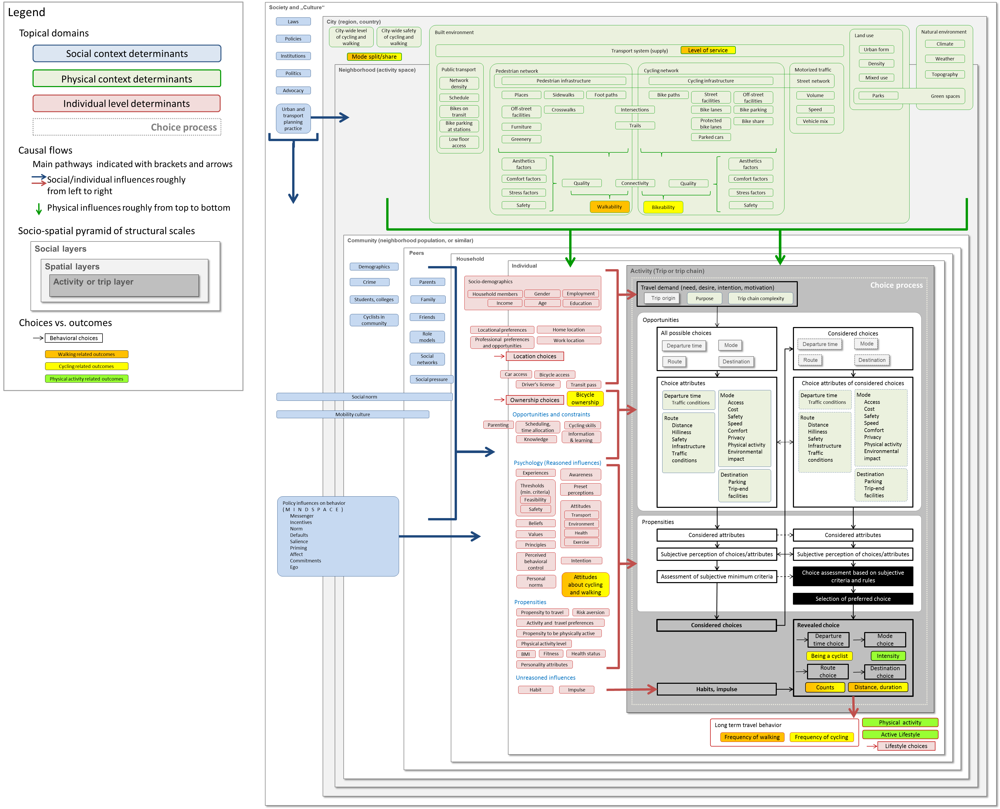 Legend
Topical domains
Social context determinants
Physical context determinants
Individual level determinants
Choice process
Causal flows
Main pathways indicated with brackets and arrows
Social/individual influences roughly
from left to right
Physical influences roughly from top to bottom
Socio-spatial pyramid of structural scales
Social layers
Spatial layers
Activity or trip layer
Choices vs. outcomes
Behavioral choices
Walking related outcomes
Cycling related outcomes
Physical activity related outcomes
Society and „Culture“
Laws
Policies
Institutions
Politics
Advocacy
Urban and
transport
planning
practice
City (region, country)
City-wide level
of cycling and
walking
City-wide safety
of cycling and
walking
Mode split/share
Neighborhood (activity space)
Built environment
Transport system (supply)
Level of service
Public transport
Network
density
Schedule
Bikes on
transit
Bike parking
at stations
Low floor
access
Pedestrian network
Pedestrian infrastructure
Places
Sidewalks
Foot paths
Off-street
facilities
Crosswalks
Furniture
Greenery
Intersections
Trails
Aesthetics
factors
Comfort factors
Stress factors
Safety
Quality
Connectivity
Walkability
Cycling network
Cycling infrastructure
Bike paths
Street
facilities
Off-street
facilities
Bike lanes
Bike parking
Protected
bike lanes
Bike share
Parked cars
Quality
Bikeability
Aesthetics
factors
Comfort factors
Stress factors
Safety
Motorized traffic
Street network
Volume
Speed
Vehicle mix
Land use
Urban form
Density
Mixed use
Parks
Green spaces
Natural environment
Climate
Weather
Topography
Community (neighborhood population, or similar)
Demographics
Crime
Students, colleges
Cyclists in
community
Peers
Parents
Family
Friends
Role
models
Social
networks
Social pressure
Social norm
Mobility culture
Policy influences on behavior
(M I N D S P A C E)
Messenger
Incentives
Norm
Defaults
Salience
Priming
Affect
Commitments
Ego
Household
Individual
Socio-demographics
Household members
Gender
Employment
Income
Age
Education
Locational preferences
Home location
Professional preferences
and opportunities
Work location
Location choices
Car access
Bicycle access
Driver's license
Transit pass
Ownership choices
Bicycle
ownership
Opportunities and constraints
Parenting
Scheduling,
time allocation
Cycling skills
Knowledge
Information
& learning
Psychology (Reasoned influences)
Experiences
Awareness
Thresholds
(min. criteria)
Feasibility
Safety
Preset
perceptions
Attitudes
Transport
Environment
Health
Exercise
Beliefs
Values
Principles
Perceived
behavioral
control
Intention
Personal
norms
Attitudes
about cycling
and walking
Propensities
Propensity to travel
Risk aversion
Activity and travel preferences
Propensity to be physically active
Physical activity level
BMI
Fitness
Health status
Personality attributes
Unreasoned influences
Habit
Impulse
Activity (Trip or trip chain)
Choice process
Travel demand (need, desire, intention, motivation)
Trip origin
Purpose
Trip chain complexity
Opportunities
All possible choices
Departure time
Mode
Route
Destination
Considered choices
Departure time
Mode
Route
Destination
Choice attributes
Departure time
Traffic conditions
Route
Distance
Hilliness
Safety
Infrastructure
Traffic
conditions
Mode
Access
Cost
Safety
Speed
Comfort
Privacy
Physical activity
Environmental
impact
Destination
Parking
Trip-end
facilities
Choice attributes of considered choices
Departure time
Traffic conditions
Route
Distance
Hilliness
Safety
Infrastructure
Traffic
conditions
Mode
Access
Cost
Safety
Speed
Comfort
Privacy
Physical activity
Environmental
impact
Destination
Parking
Trip-end
facilities
Propensities
Considered attributes
Considered attributes
Subjective perception of choices/attributes
Subjective perception of choices/attributes
Assessment of subjective minimum criteria
Choice assessment based on subjective
criteria and rules
Selection of preferred choice
Considered choices
Revealed choice
Departure
time choice
Mode
choice
Being a cyclist
Intensity
Route
choice
Destination
choice
Counts
Distance, duration
Habits, impulse
Long term travel behavior
Frequency of walking
Frequency of cycling
Physical activity
Active Lifestyle
Lifestyle choices